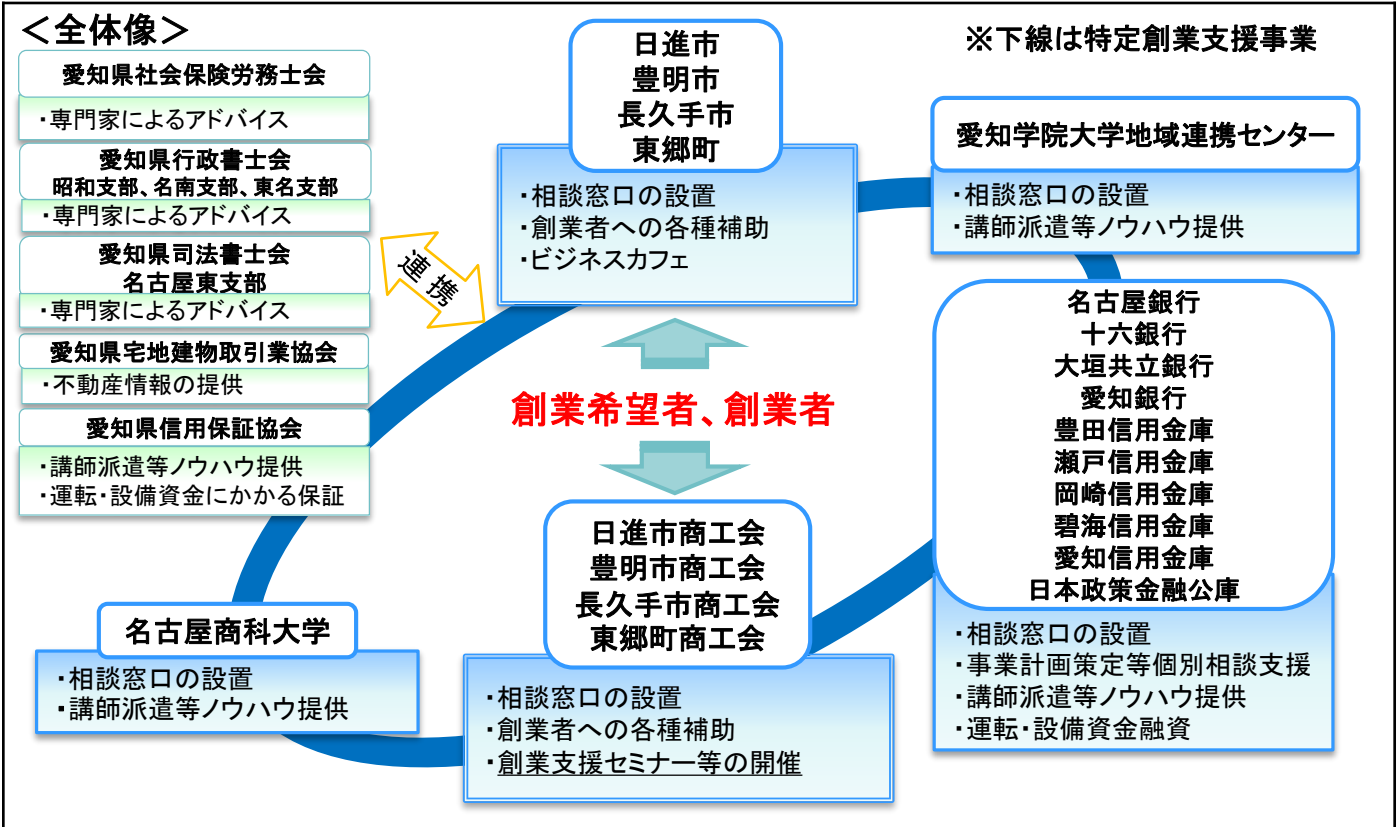 ＜全体像＞
※下線は特定創業支援事業
愛知県社会保険労務士会
・専門家によるアドバイス
愛知県行政書士会
昭和支部、名南支部、東名支部
・専門家によるアドバイス
愛知県司法書士会
名古屋東支部
・専門家によるアドバイス
愛知県宅地建物取引業協会
・不動産情報の提供
愛知県信用保証協会
・講師派遣等ノウハウ提供
・運転・設備資金にかかる保証
連携
日進市
豊明市
長久手市
東郷町
・相談窓口の設置
・創業者への各種補助
・ビジネスカフェ
愛知学院大学地域連携センター
・相談窓口の設置
・講師派遣等ノウハウ提供
創業希望者、創業者
名古屋銀行
十六銀行
大垣共立銀行
愛知銀行
豊田信用金庫
瀬戸信用金庫
岡崎信用金庫
碧海信用金庫
愛知信用金庫
日本政策金融公庫
・相談窓口の設置
・事業計画策定等個別相談支援
・講師派遣等ノウハウ提供
・運転・設備資金融資
日進市商工会
豊明市商工会
長久手市商工会
東郷町商工会
・相談窓口の設置
・創業者への各種補助
・創業支援セミナー等の開催
名古屋商科大学
・相談窓口の設置
・講師派遣等ノウハウ提供